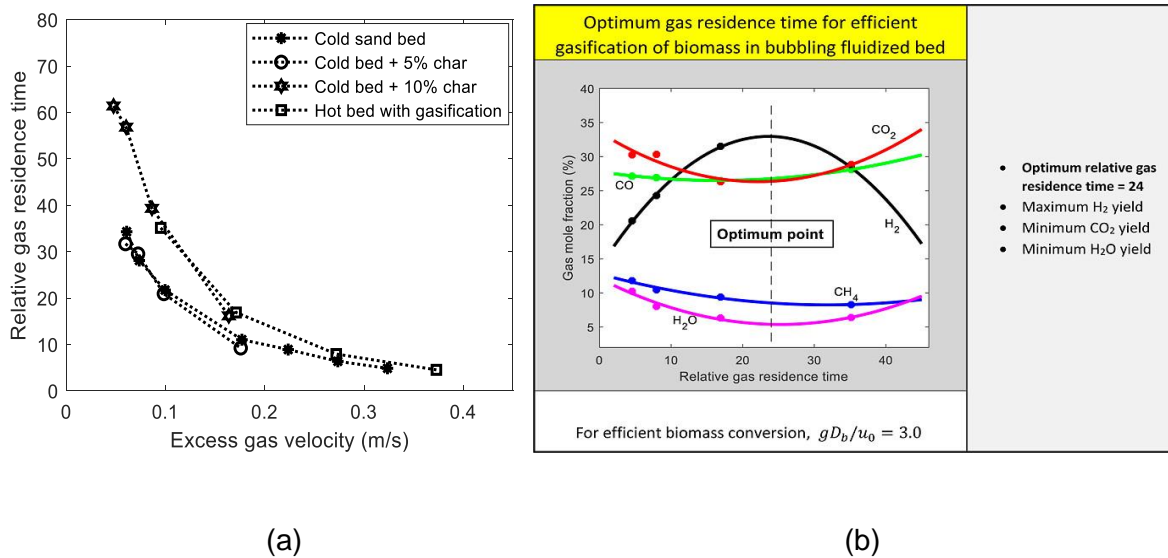 80
70
60
50
40
30
20
10
0
Relative gas residence time
Cold sand bed
Cold bed + 5% char
Cold bed + 10% char
Hot bed with gasification
0
0.1
0.2
0.3
0.4
Excess gas velocity (m/s)
(a)
Optimum gas residence time for efficient
gasification of biomass in bubbling fluidized bed
40
35
30
25
20
15
10
5
Gas mole fraction (%)
CO₂
CO
H₂
Optimum point
CH₄
H₂O
0
10
20
30
40
Relative gas residence time
For efficient biomass conversion, gD_b/u_0 = 3.0
• Optimum relative gas
residence time = 24
• Maximum H₂ yield
• Minimum CO₂ yield
• Minimum H₂O yield
(b)